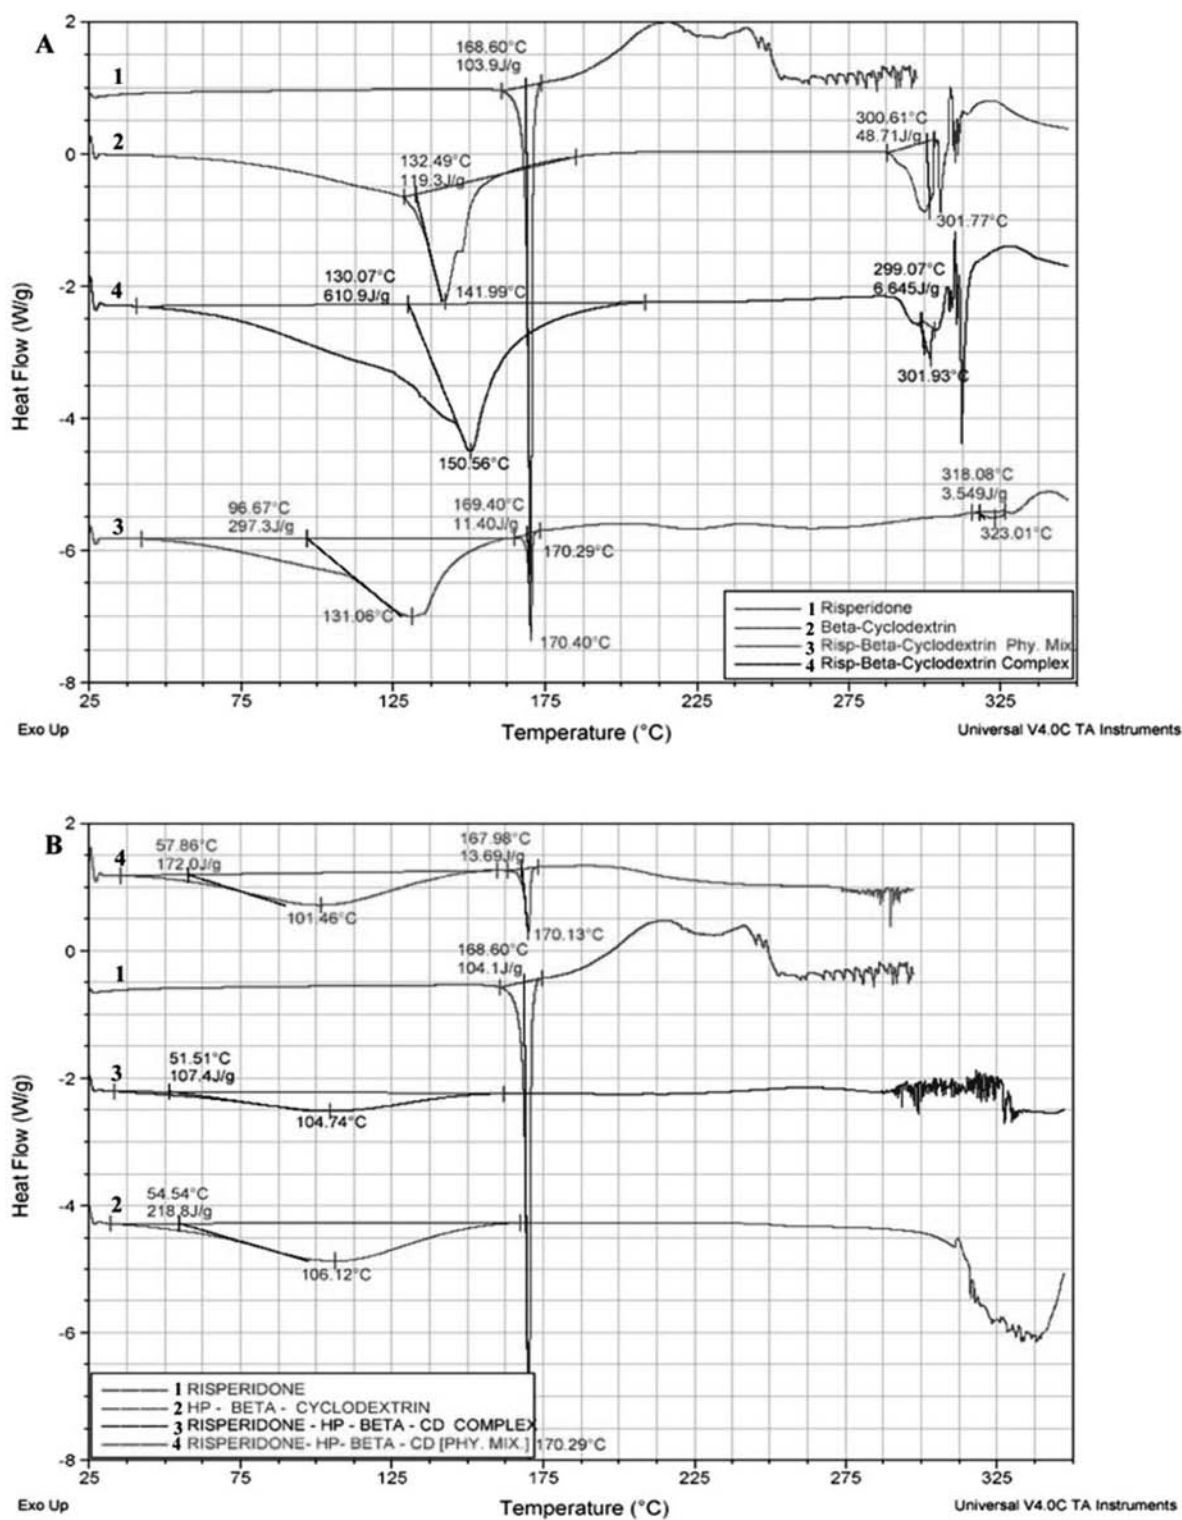 A
2
0
-2
-4
-6
-8
Heat Flow (W/g)
1
168.60°C
103.9J/g
2
132.49°C
119.3J/g
141.99°C
300.61°C
48.71J/g
301.77°C
4
130.07°C
610.9J/g
150.56°C
299.07°C
6.645J/g
301.93°C
3
96.67°C
297.3J/g
131.06°C
169.40°C
11.40J/g
170.29°C
170.40°C
318.08°C
3.549J/g
323.01°C
1 Risperidone
2 Beta-Cyclodextrin
3 Risp-Beta-Cyclodextrin Phy. Mix
4 Risp-Beta-Cyclodextrin Complex
25 75 125 175 225 275 325
Exo Up
Temperature (°C)
Universal V4.0C TA Instruments
B
2
0
-2
-4
-6
-8
Heat Flow (W/g)
4
57.86°C
172.0J/g
101.46°C
167.98°C
13.69J/g
170.13°C
1
168.60°C
104.1J/g
3
51.51°C
107.4J/g
104.74°C
2
54.54°C
218.8J/g
106.12°C
1 RISPERIDONE
2 HP - BETA - CYCLODEXTRIN
3 RISPERIDONE - HP - BETA - CD COMPLEX
4 RISPERIDONE- HP- BETA - CD [PHY. MIX.]
170.29°C
25 75 125 175 225 275 325
Exo Up
Temperature (°C)
Universal V4.0C TA Instruments